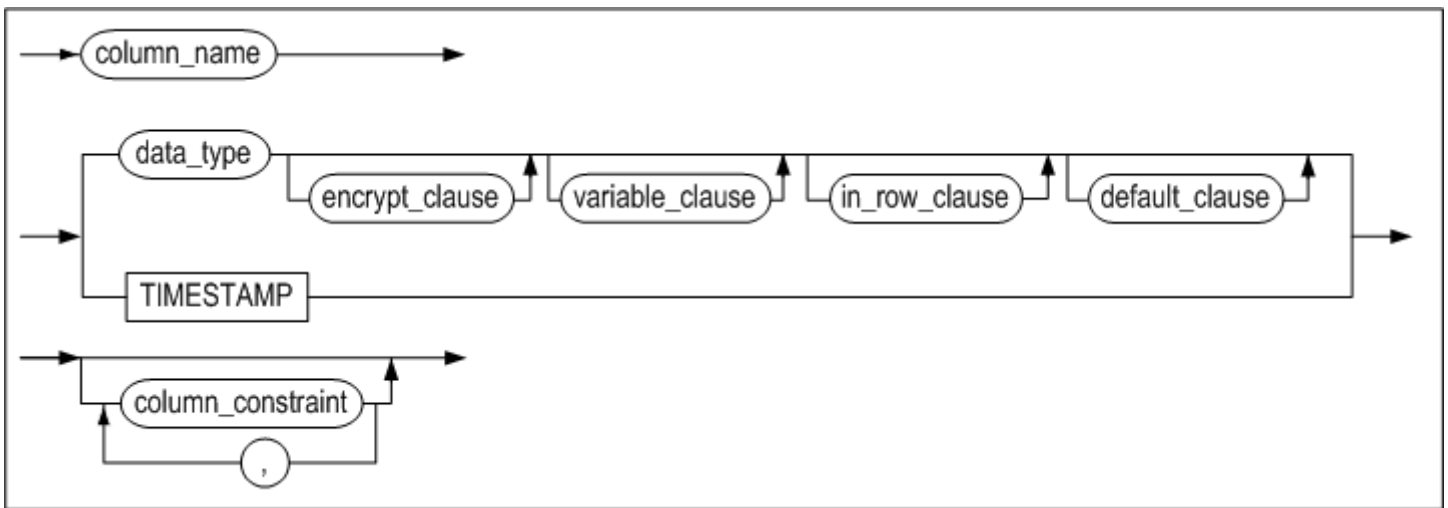 column_name
data_type
encrypt_clause variable_clause in_row_clause default_clause
TIMESTAMP
column_constraint
,